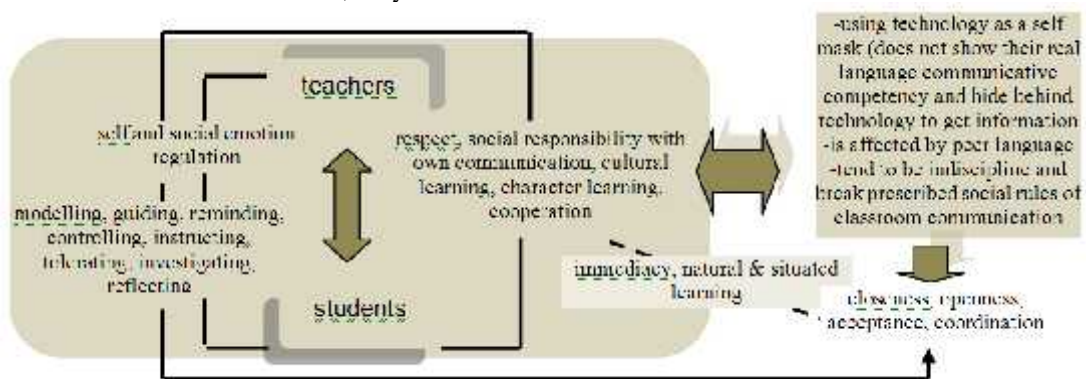 teachers
self and social emotion
regulation
modelling, guiding, reminding,
controlling, instructing,
tolerating, investigating,
reflecting
students
respect, social responsibility with
own communication, cultural
learning, character learning,
cooperation
immediacy, natural & situated
learning
-using technology as a self
mask (does not show their real
language communicative
competency and hide behind
technology to get information
-is affected by peer language
-tend to be indiscipline and
break prescribed social rules of
classroom communication
closeness, openness,
acceptance, coordination